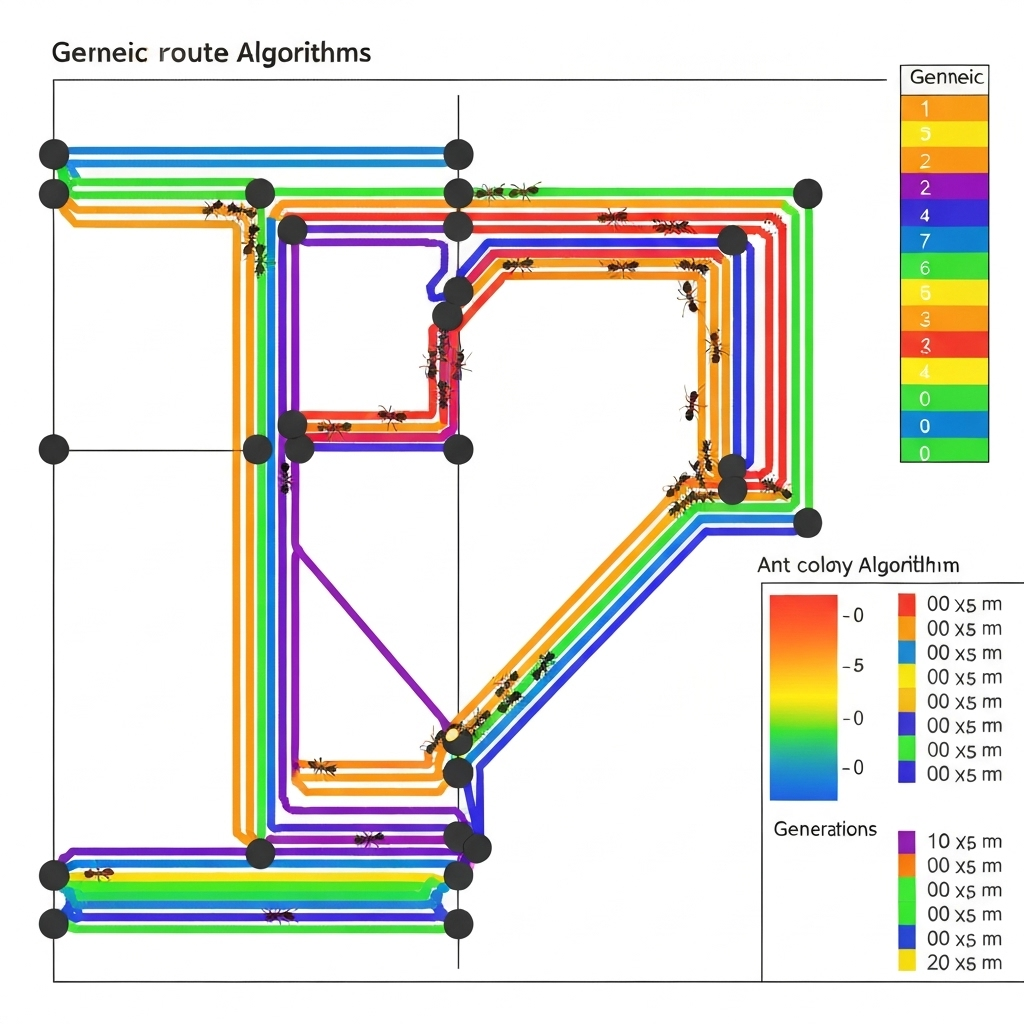 Gerneic route Algorithms
Genneic
1
5
2
2
4
7
6
5
3
3
4
0
0
0
Ant coloy Algorithm
-0
-5
-0
-0
00 x5 m
00 x5 m
00 x5 m
00 x5 m
00 x5 m
00 x5 m
00 x5 m
00 x5 m
Generations
10 x5 m
00 x5 m
00 x5 m
00 x5 m
00 x5 m
20 x5 m